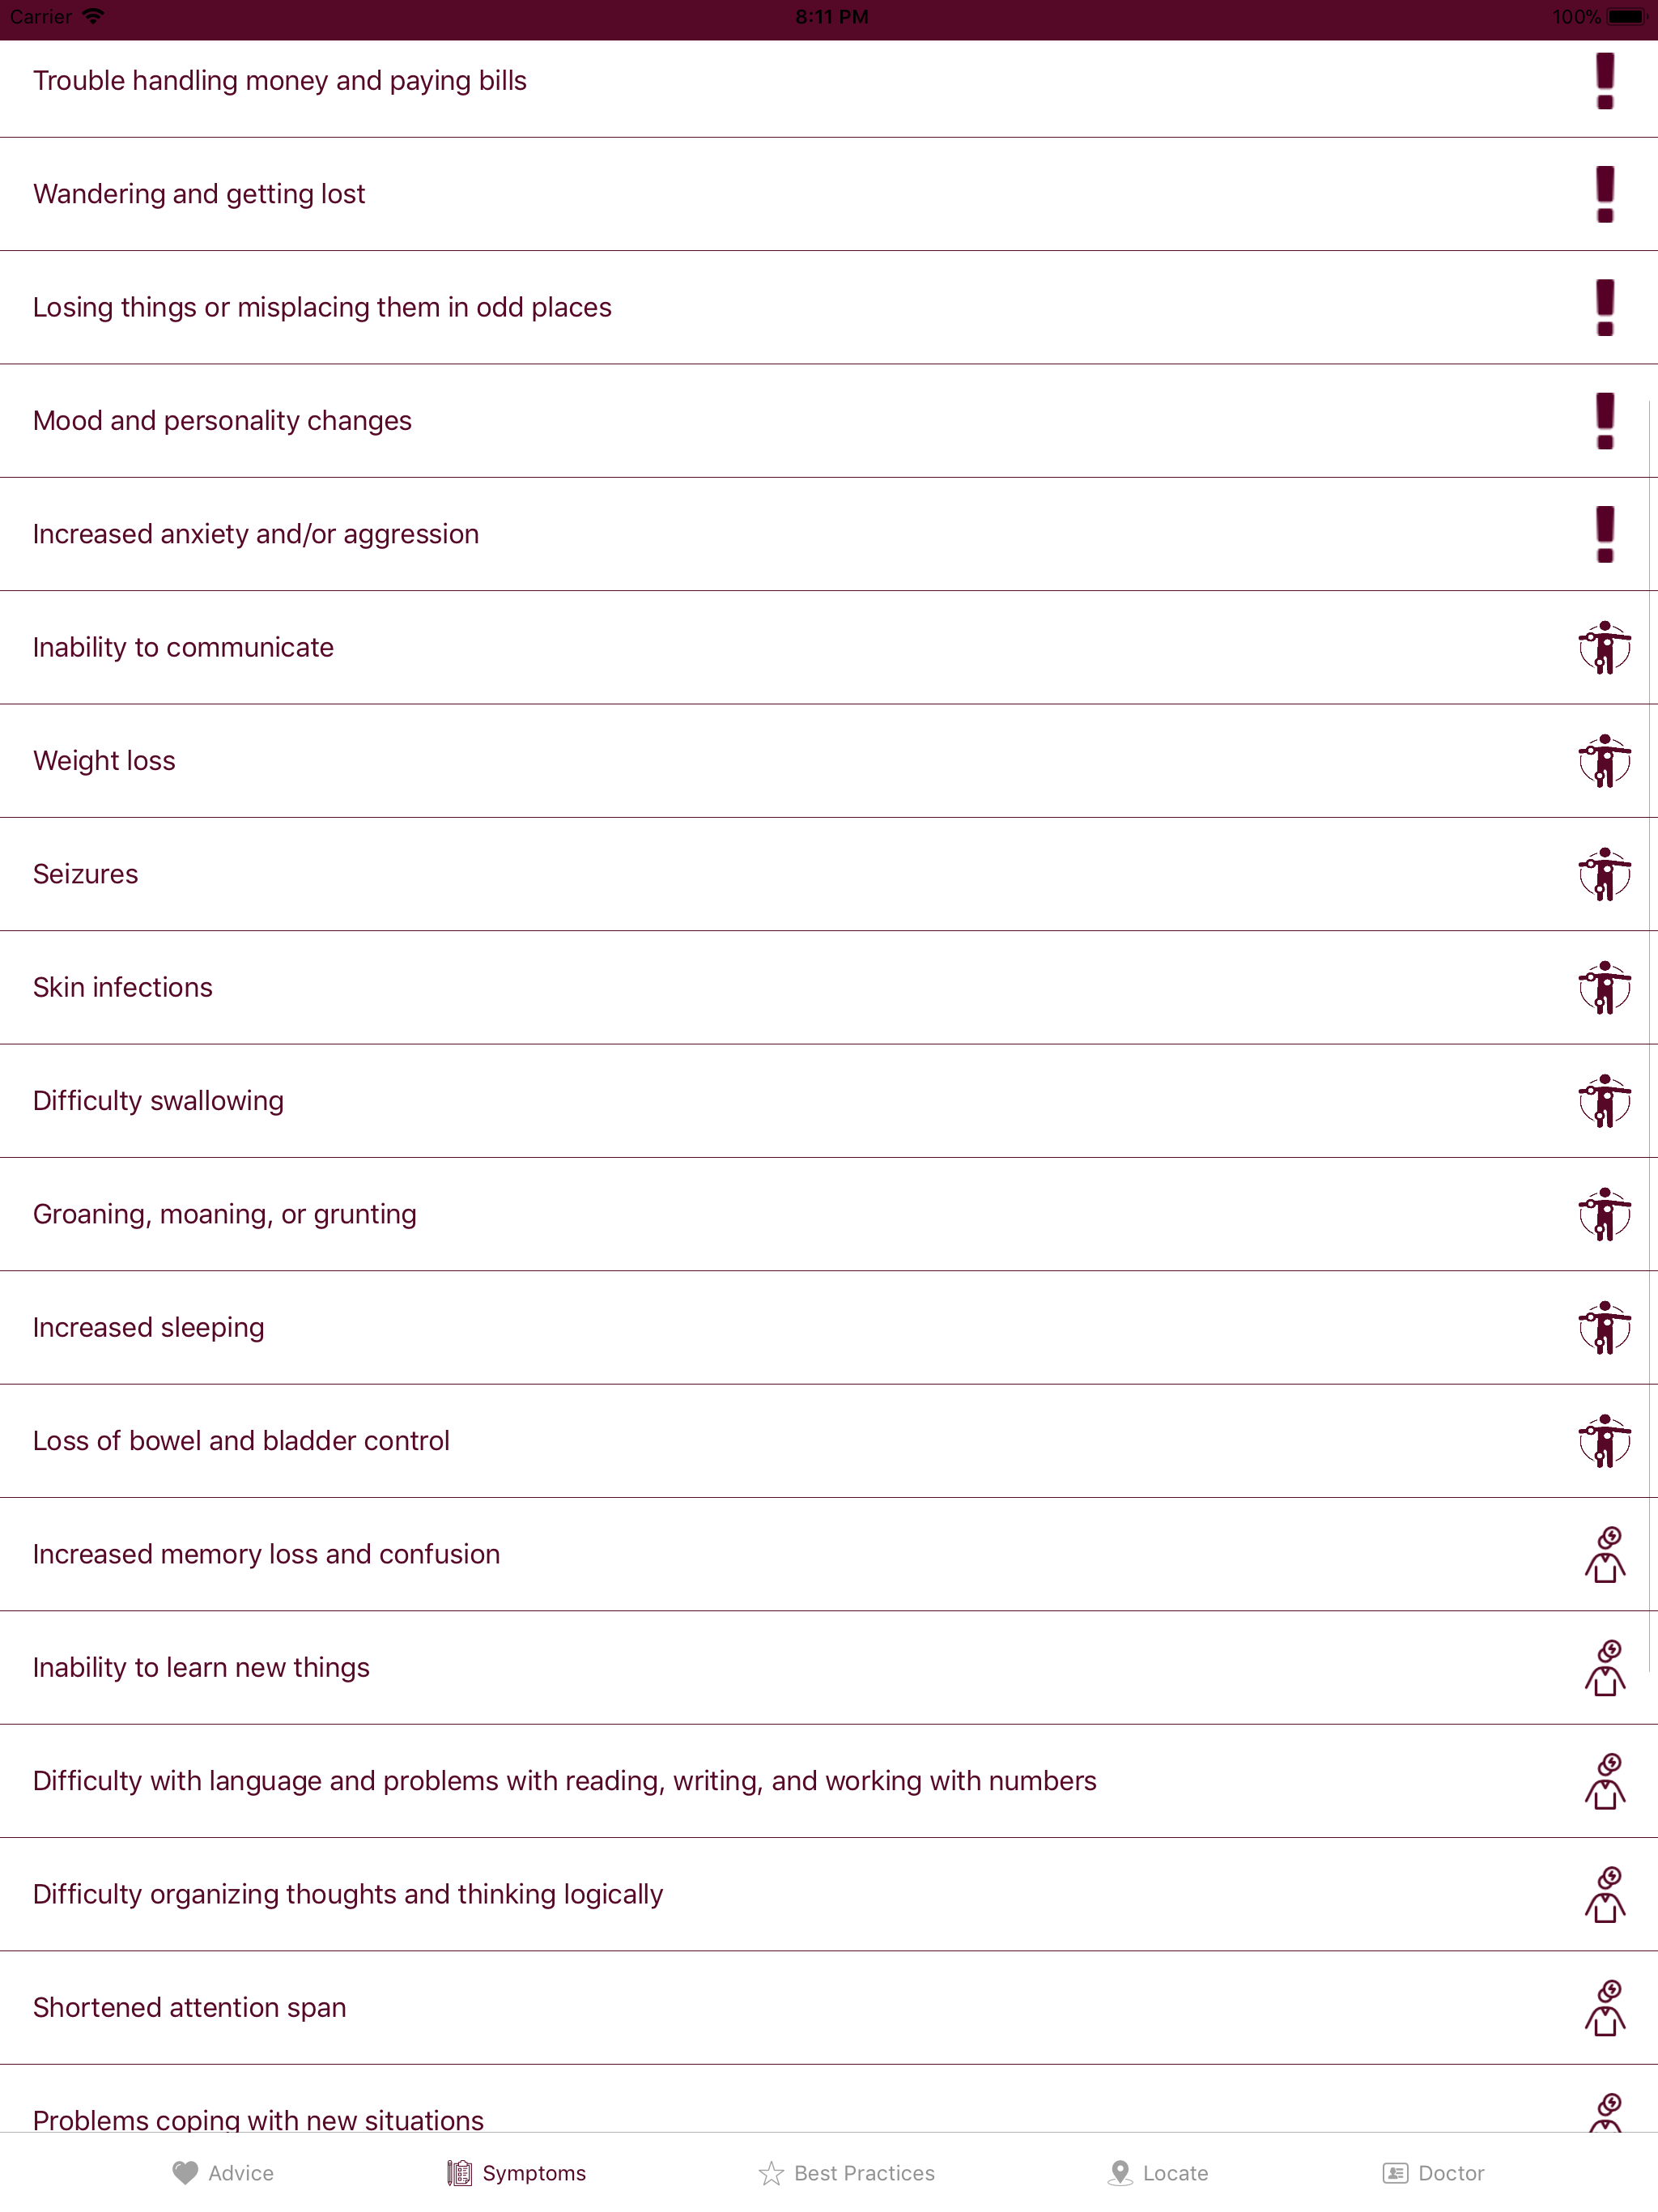 Carrier 8:11 PM 100%
Trouble handling money and paying bills
Wandering and getting lost
Losing things or misplacing them in odd places
Mood and personality changes
Increased anxiety and/or aggression
Inability to communicate
Weight loss
Seizures
Skin infections
Difficulty swallowing
Groaning, moaning, or grunting
Increased sleeping
Loss of bowel and bladder control
Increased memory loss and confusion
Inability to learn new things
Difficulty with language and problems with reading, writing, and working with numbers
Difficulty organizing thoughts and thinking logically
Shortened attention span
Problems coping with new situations
Advice Symptoms Best Practices Locate Doctor